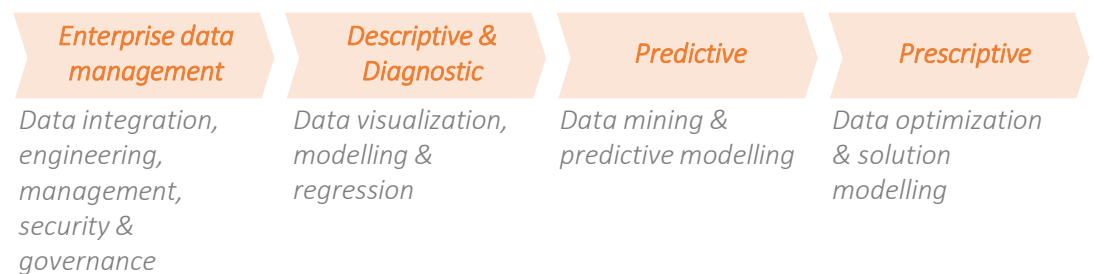 Enterprise data
management
Data integration,
engineering,
management,
security &
governance
Descriptive &
Diagnostic
Data visualization,
modelling &
regression
Predictive
Data mining &
predictive modelling
Prescriptive
Data optimization
& solution
modelling